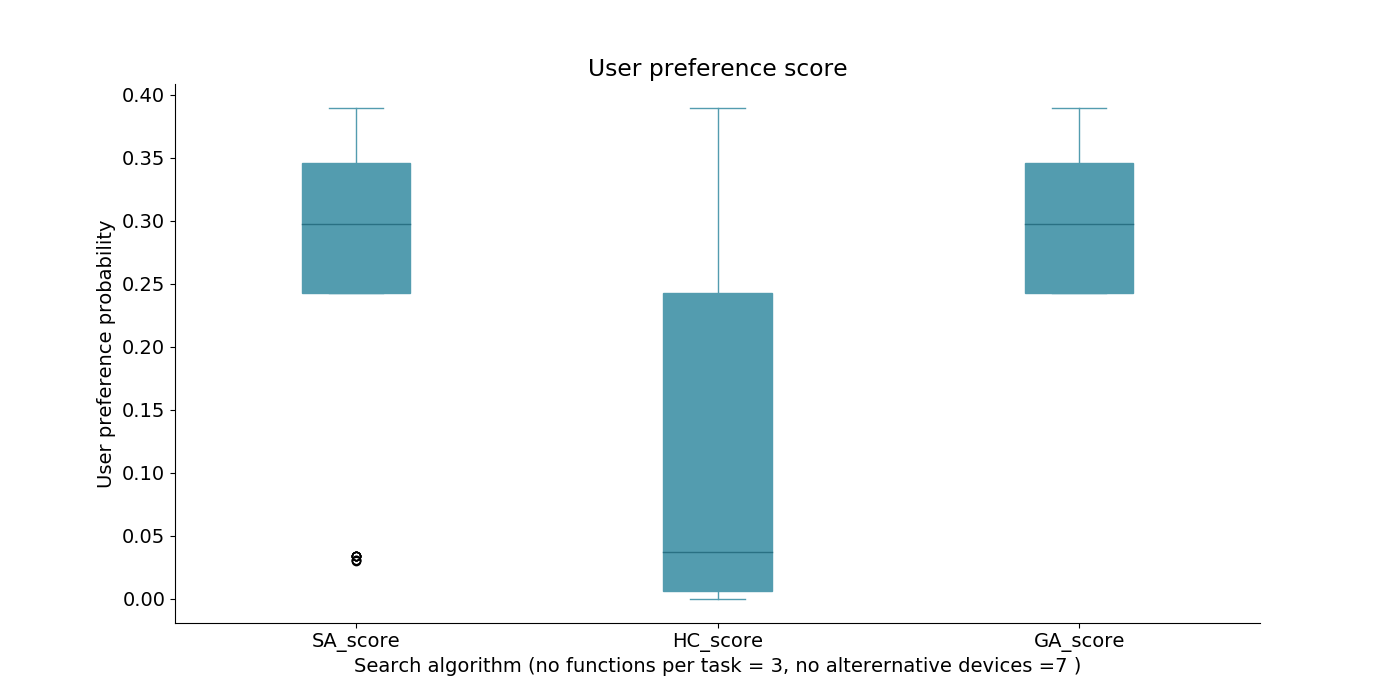 User preference score
User preference probability
0.40
0.35
0.30
0.25
0.20
0.15
0.10
0.05
0.00
SA_score HC_score GA_score
Search algorithm (no functions per task = 3, no altererrnative devices =7 )